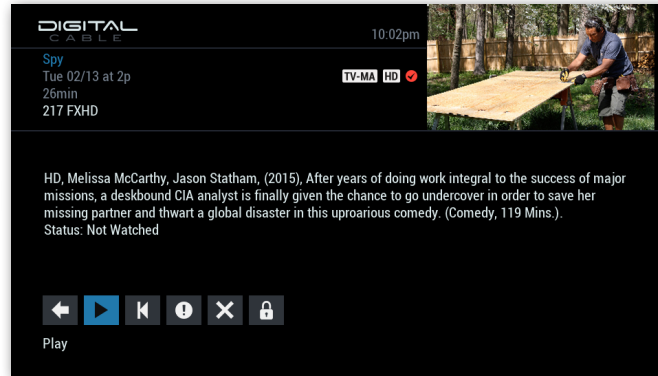 DIGITAL
CABLE
10:02pm
Spy
Tue 02/13 at 2p
26min
217 FXHD
TV-MA HD
HD, Melissa McCarthy, Jason Statham, (2015), After years of doing work integral to the success of major
missions, a deskbound CIA analyst is finally given the chance to go undercover in order to save her
missing partner and thwart a global disaster in this uproarious comedy. (Comedy, 119 Mins.).
Status: Not Watched
Play